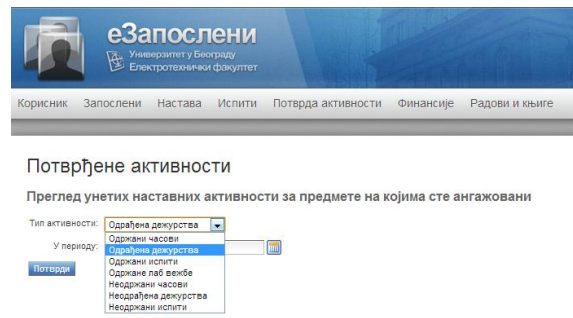 еЗапослени
Универзитет у Београду
Електротехнички факултет
Корисник Запослени Настава Испити Потврда активности Финансије Радови и књиге
Потврђене активности
Преглед унетих наставних активности за предмете на којима сте ангажовани
Тип активности: Одрађена дежурства
Одржани часови
У периоду: Одрађена дежурства
Одржани испити
Потврди Одржане лаб вежбе
Неодржани часови
Неодрађена дежурства
Неодржани испити